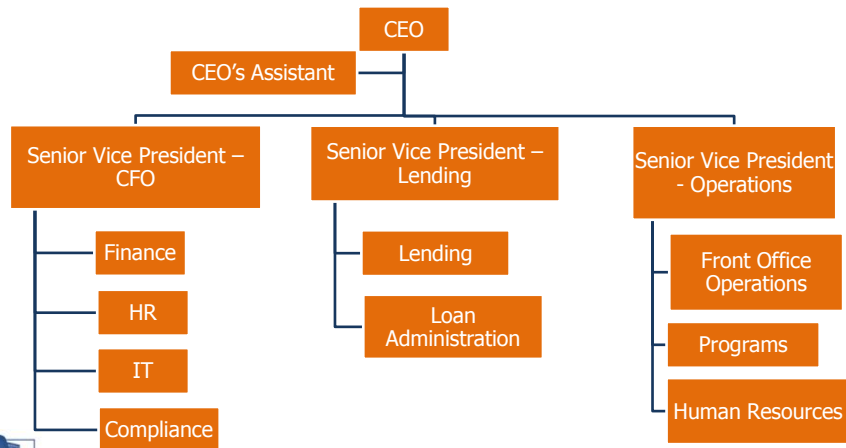 CEO
CEO’s Assistant
Senior Vice President –
CFO
Senior Vice President –
Lending
Senior Vice President
- Operations
Finance
HR
IT
Compliance
Lending
Loan
Administration
Front Office
Operations
Programs
Human Resources